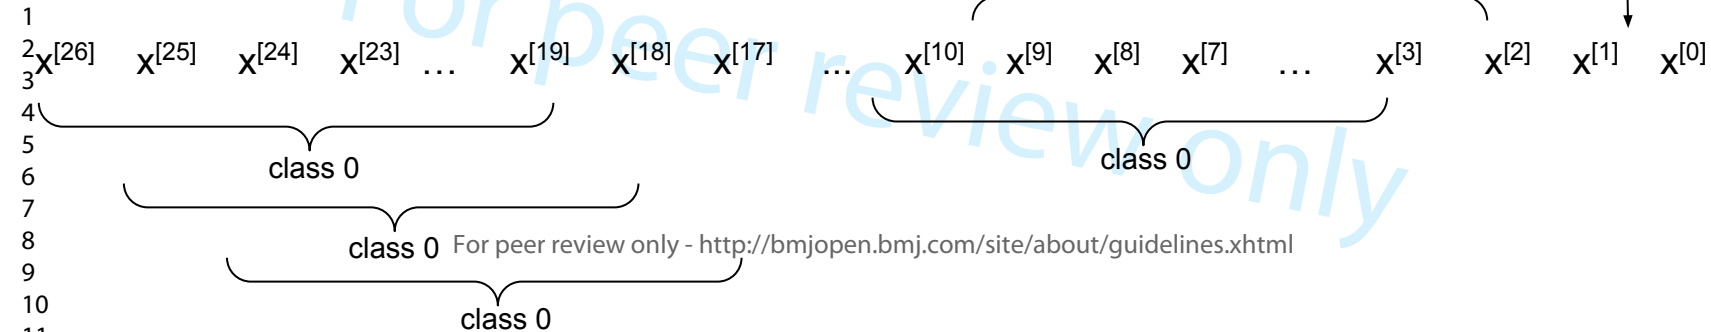 1
2
x[26] x[25] x[24] x[23] ... x[19] x[18] x[17] ... x[10] x[9] x[8] x[7] ... x[3] x[2] x[1] x[0]
3
4
5
class 0 class 0
6
7
8
class 0 For peer review only - http://bmjopen.bmj.com/site/about/guidelines.xhtml
9
10
class 0
11
For peer review only